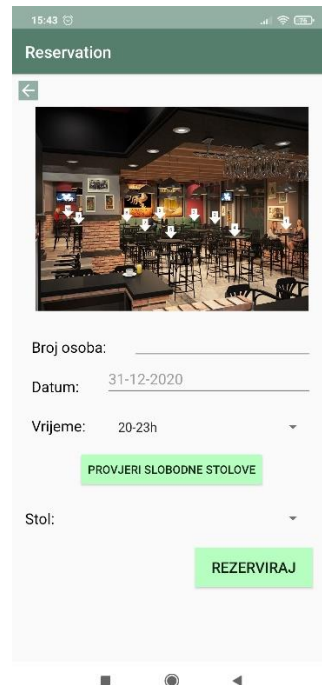 15:43
Reservation
Broj osoba:
Datum: 31-12-2020
Vrijeme: 20-23h
PROVJERI SLOBODNE STOLOVE
Stol:
REZERVIRAJ